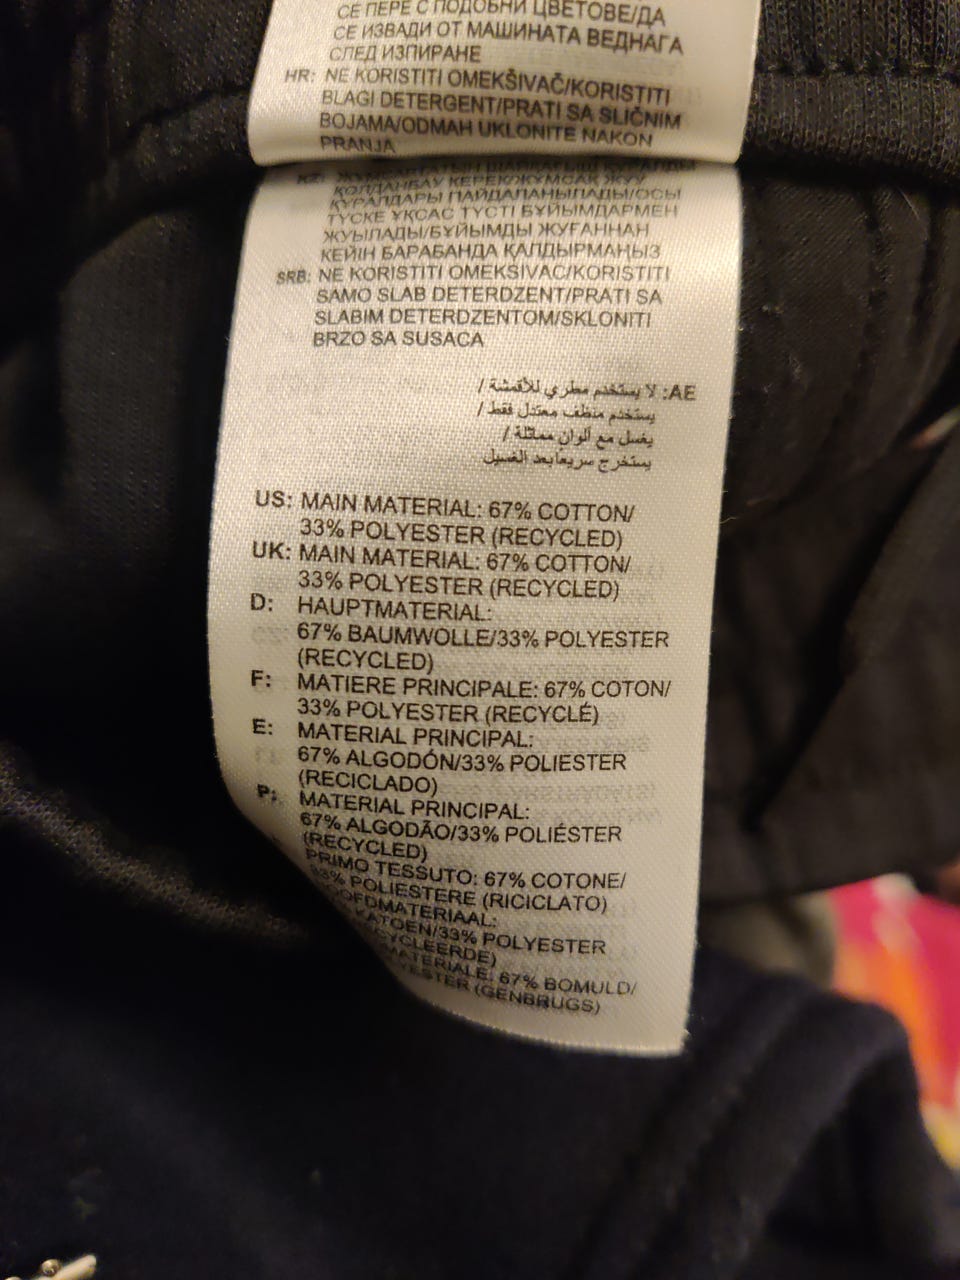 СЕ ПЕРЕ С ПОДОБНИ ЦВЕТОВЕ/ДА
СЕ ИЗВАДИ ОТ МАШИНАТА ВЕДНАГА
СЛЕД ИЗПИРАНЕ
HR: NE KORISTITI OMEKŠIVAČ/KORISTITI
BLAGI DETERGENT/PRATI SA SLIČNIM
BOJAMA/ODMAH UKLONITE NAKON
PRANJA
KZ:
ҚОЛДАНБАУ КЕРЕК/ЖҰМСАҚ ЖУУ
ҚҰРАЛДАРЫ ПАЙДАЛАНЫЛАДЫ/ОСЫ
ТҮСКЕ ҰҚСАС ТҮСТІ БҰЙЫМДАРМЕН
ЖУЫЛАДЫ/БҰЙЫМДЫ ЖУҒАННАН
КЕЙІН БАРАБАНДА ҚАЛДЫРМАҢЫЗ
SRB: NE KORISTITI OMEKSIVAC/KORISTITI
SAMO SLAB DETERDZENT/PRATI SA
SLABIM DETERDZENTOM/SKLONITI
BRZO SA SUSACA
AE: لا يستخدم مطري للأقمشة /
يستخدم منظف معتدل فقط /
يغسل مع ألوان مماثلة /
يستخرج سريعاً بعد الغسيل
US: MAIN MATERIAL: 67% COTTON/
33% POLYESTER (RECYCLED)
UK: MAIN MATERIAL: 67% COTTON/
33% POLYESTER (RECYCLED)
D: HAUPTMATERIAL:
67% BAUMWOLLE/33% POLYESTER
(RECYCLED)
F: MATIERE PRINCIPALE: 67% COTON/
33% POLYESTER (RECYCLÉ)
E: MATERIAL PRINCIPAL:
67% ALGODÓN/33% POLIESTER
(RECICLADO)
P: MATERIAL PRINCIPAL:
67% ALGODÃO/33% POLIÉSTER
(RECYCLED)
PRIMO TESSUTO: 67% COTONE/
33% POLIESTERE (RICICLATO)
KATOEN/33% POLYESTER
67% BOMULD/
(GENBRUGS)